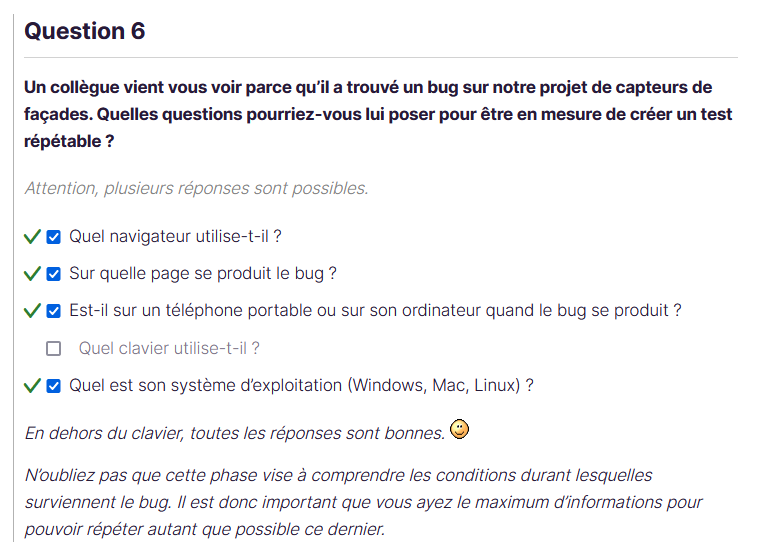 Question 6
Un collègue vient vous voir parce qu’il a trouvé un bug sur notre projet de capteurs de
façades. Quelles questions pourriez-vous lui poser pour être en mesure de créer un test
répétable ?
Attention, plusieurs réponses sont possibles.
Quel navigateur utilise-t-il ?
Sur quelle page se produit le bug ?
Est-il sur un téléphone portable ou sur son ordinateur quand le bug se produit ?
Quel clavier utilise-t-il ?
Quel est son système d’exploitation (Windows, Mac, Linux) ?
En dehors du clavier, toutes les réponses sont bonnes.
N’oubliez pas que cette phase vise à comprendre les conditions durant lesquelles
surviennent le bug. Il est donc important que vous ayez le maximum d’informations pour
pouvoir répéter autant que possible ce dernier.